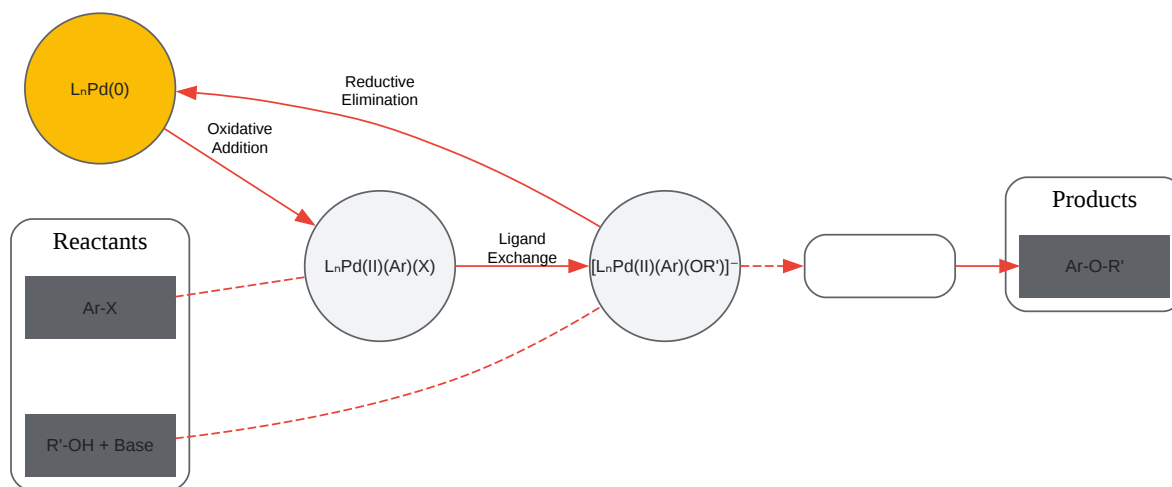 LₙPd(0)
Reductive
Elimination
Oxidative
Addition
Reactants
Ar-X
R'-OH + Base
LₙPd(II)(Ar)(X)
Ligand
Exchange
[LₙPd(II)(Ar)(OR')]⁻
Products
Ar-O-R'